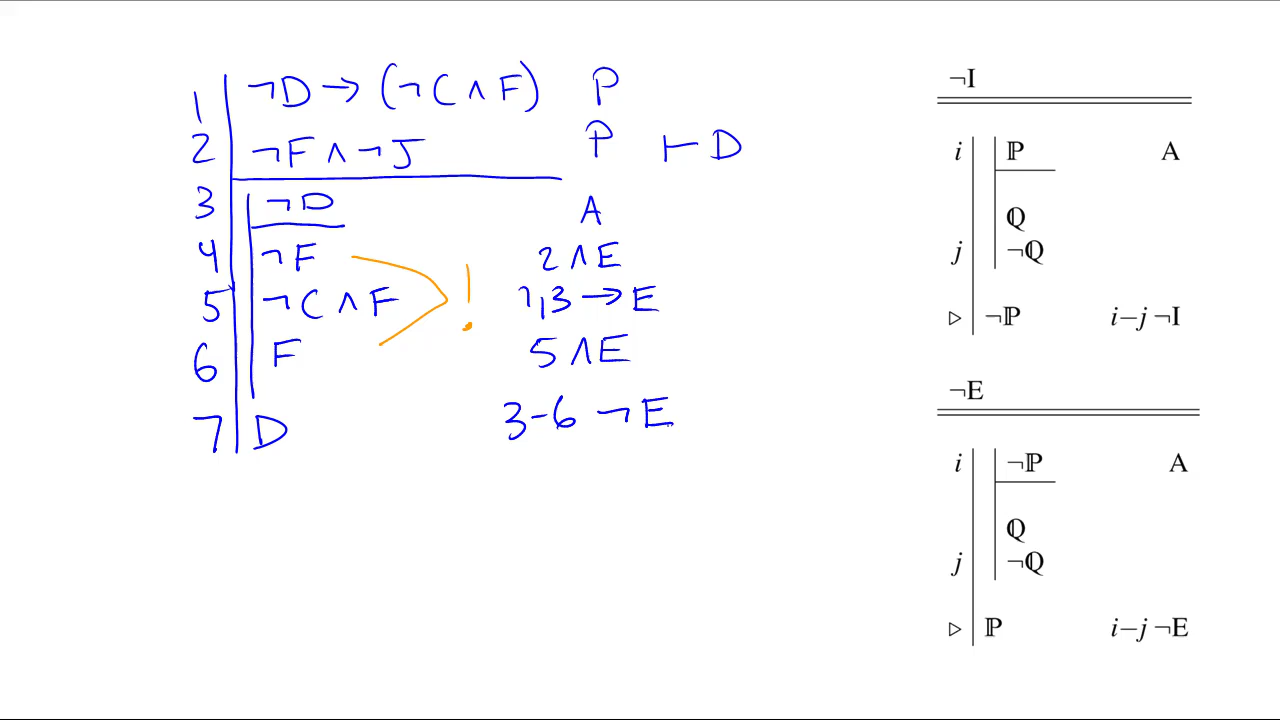 1 ¬D → (¬C ∧ F) P
2 ¬F ∧ ¬J P ⊢ D
3 ¬D A
4 ¬F 2 ∧E
5 ¬C ∧ F 1,3 → E
6 F 5 ∧E
7 D 3-6 ¬E
!
¬I
i ℙ A
ℚ
j ¬ℚ
▷ ¬ℙ i–j ¬I
¬E
i ¬ℙ A
ℚ
j ¬ℚ
▷ ℙ i–j ¬E